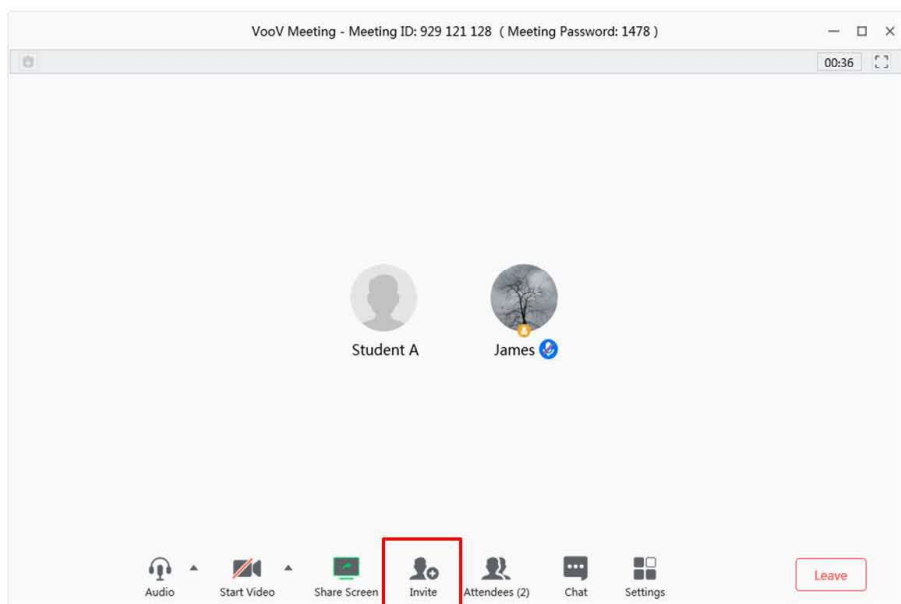 VooV Meeting - Meeting ID: 929 121 128 ( Meeting Password: 1478 )
00:36
Student A
James
Audio
Start Video
Share Screen
Invite
Attendees (2)
Chat
Settings
Leave